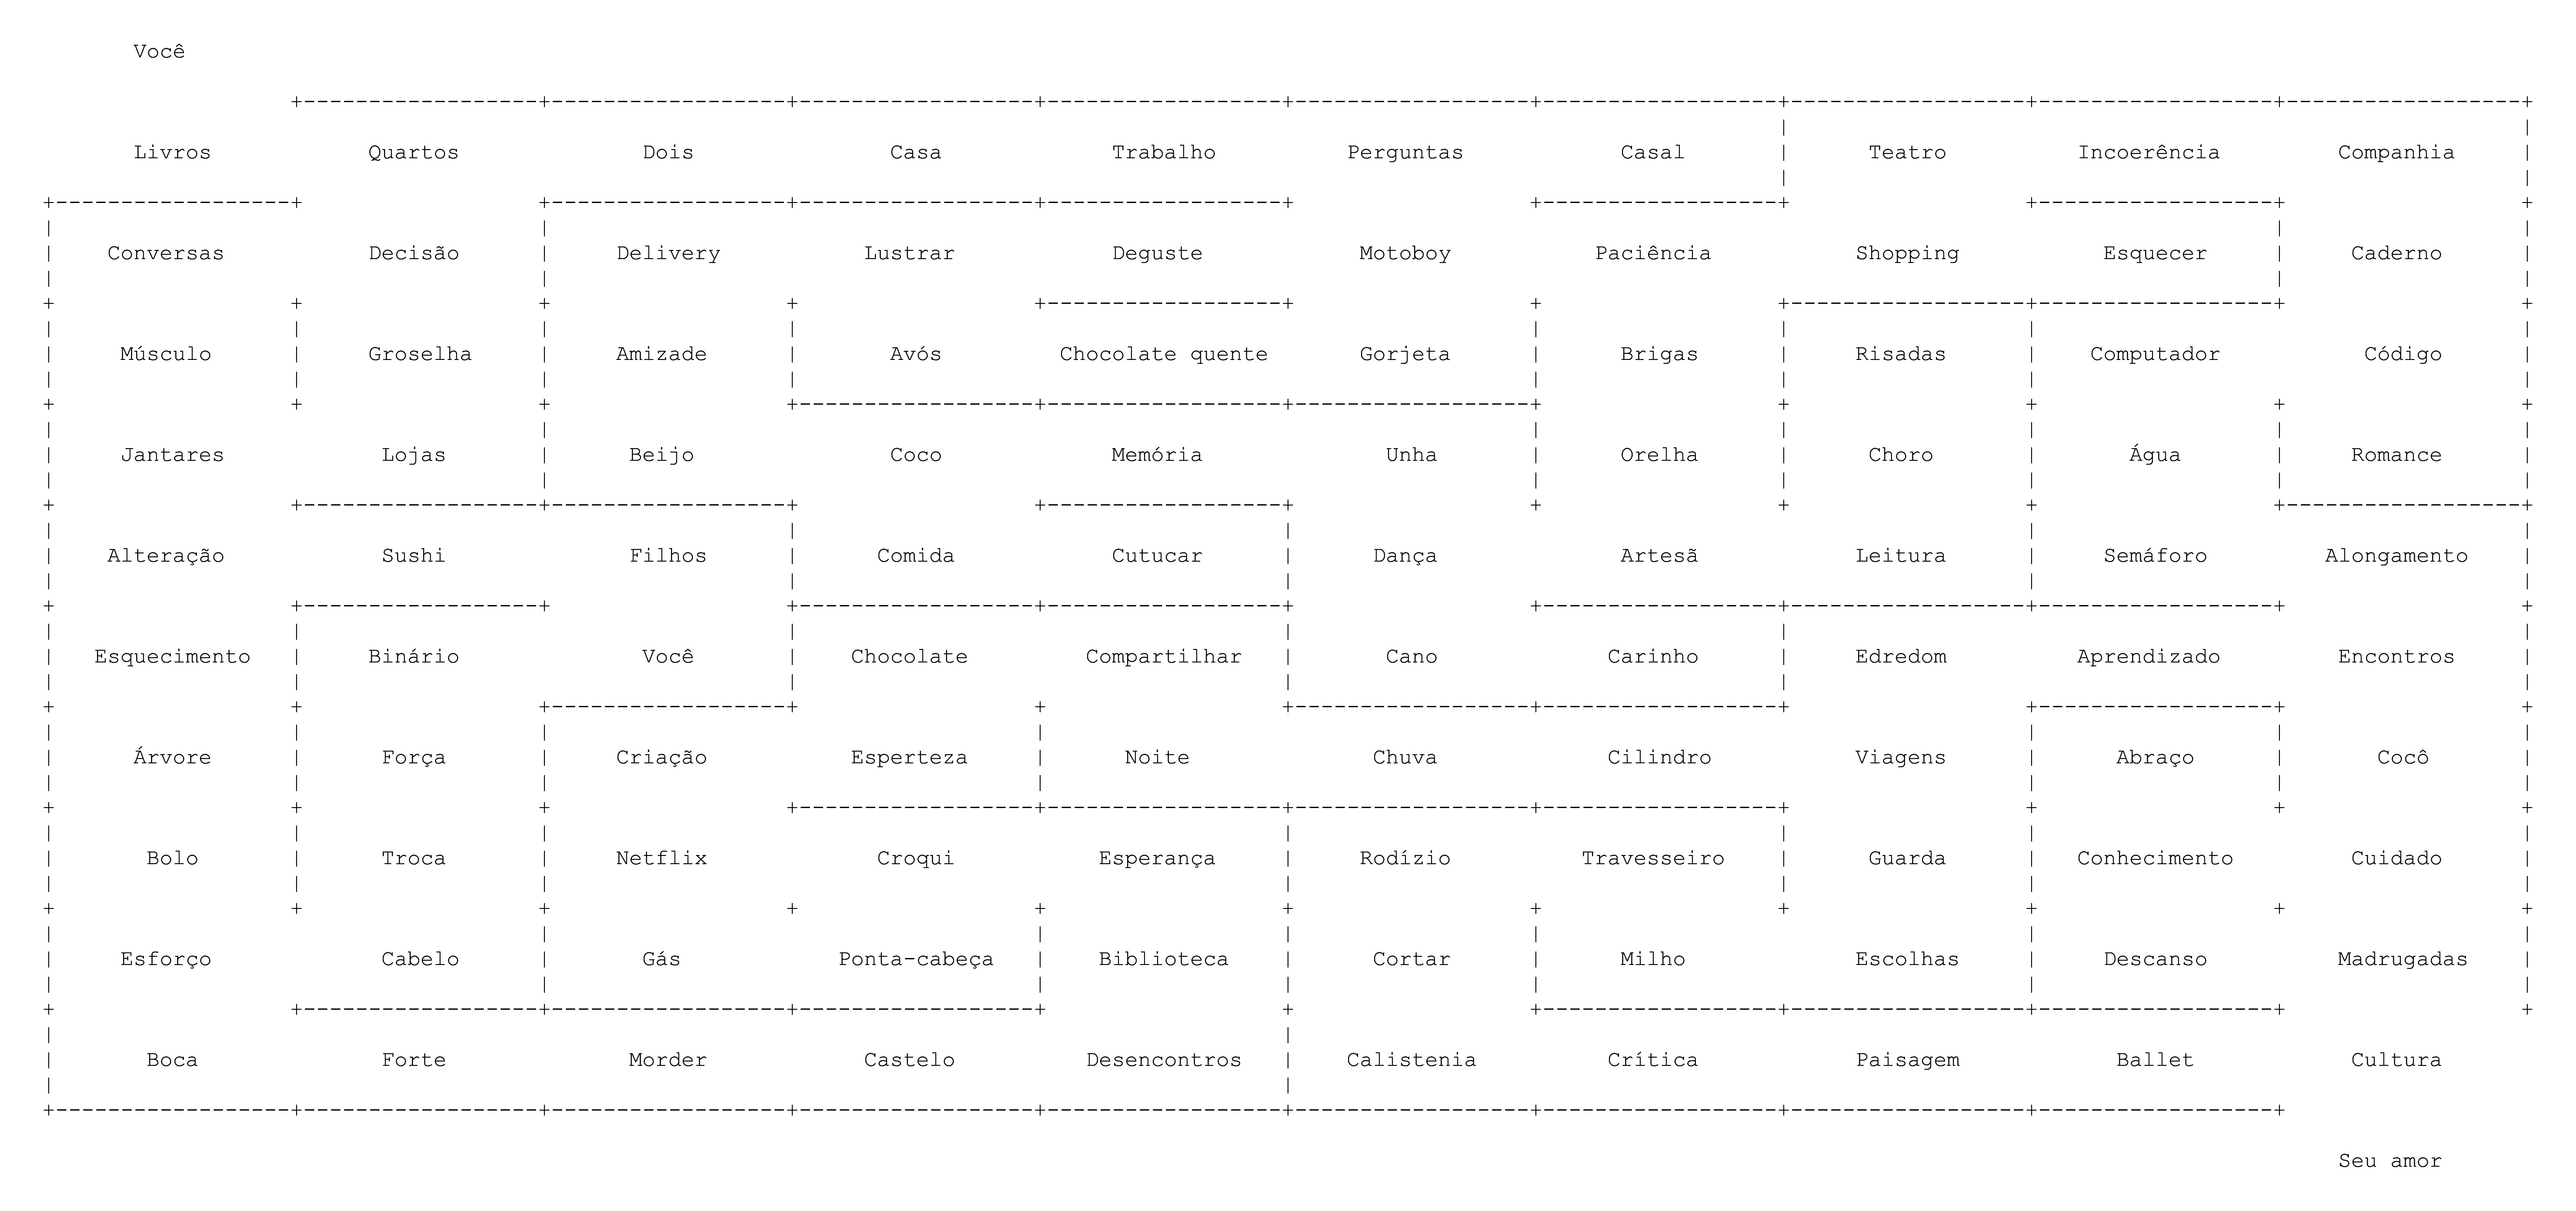 Você
Livros Quartos Dois Casa Trabalho Perguntas Casal Teatro Incoerência Companhia
Conversas Decisão Delivery Lustrar Deguste Motoboy Paciência Shopping Esquecer Caderno
Músculo Groselha Amizade Avós Chocolate quente Gorjeta Brigas Risadas Computador Código
Jantares Lojas Beijo Coco Memória Unha Orelha Choro Água Romance
Alteração Sushi Filhos Comida Cutucar Dança Artesã Leitura Semáforo Alongamento
Esquecimento Binário Você Chocolate Compartilhar Cano Carinho Edredom Aprendizado Encontros
Árvore Força Criação Esperteza Noite Chuva Cilindro Viagens Abraço Cocô
Bolo Troca Netflix Croqui Esperança Rodízio Travesseiro Guarda Conhecimento Cuidado
Esforço Cabelo Gás Ponta-cabeça Biblioteca Cortar Milho Escolhas Descanso Madrugadas
Boca Forte Morder Castelo Desencontros Calistenia Crítica Paisagem Ballet Cultura
Seu amor